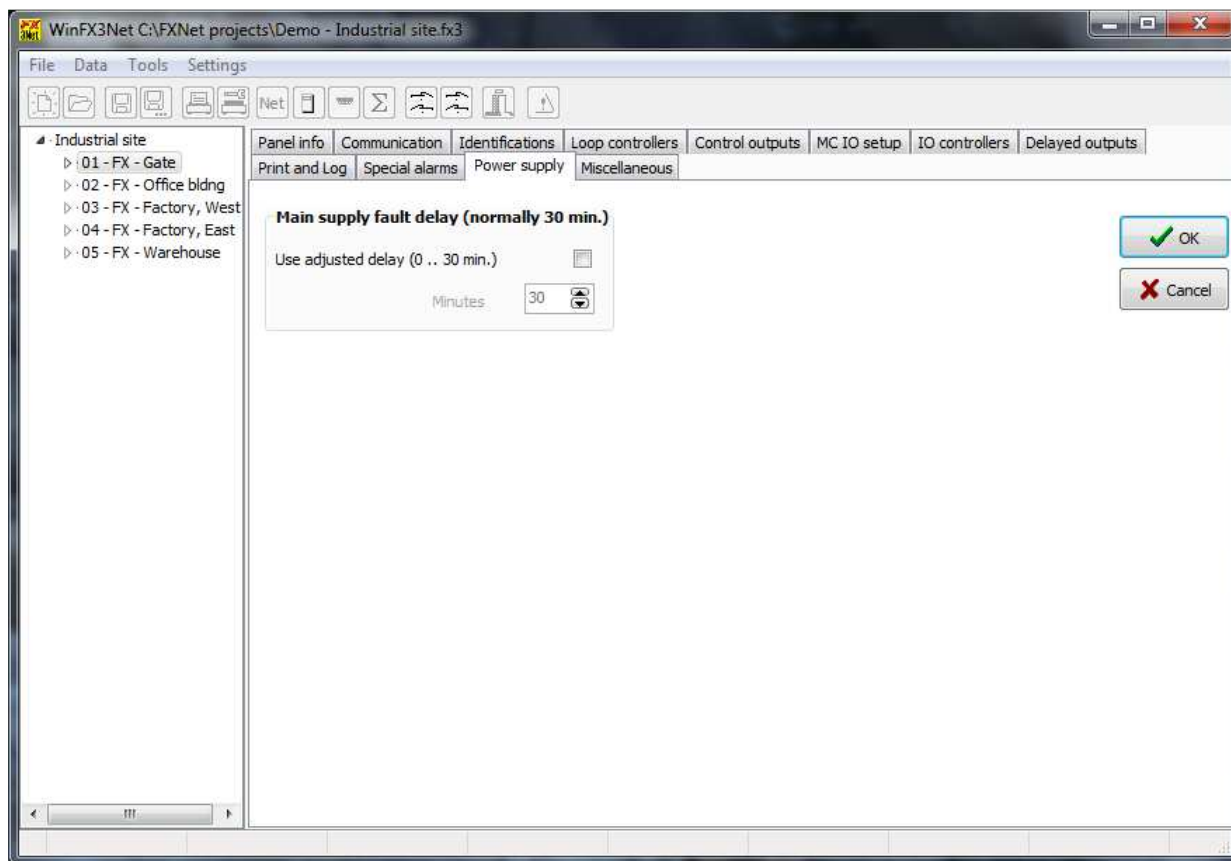 WinFX3Net C:\FXNet projects\Demo - Industrial site.fx3
File Data Tools Settings
Net Σ
Industrial site
01 - FX - Gate
02 - FX - Office bldng
03 - FX - Factory, West
04 - FX - Factory, East
05 - FX - Warehouse
Panel info Communication Identifications Loop controllers Control outputs MC IO setup IO controllers Delayed outputs
Print and Log Special alarms Power supply Miscellaneous
Main supply fault delay (normally 30 min.)
Use adjusted delay (0 .. 30 min.)
Minutes 30
OK
Cancel